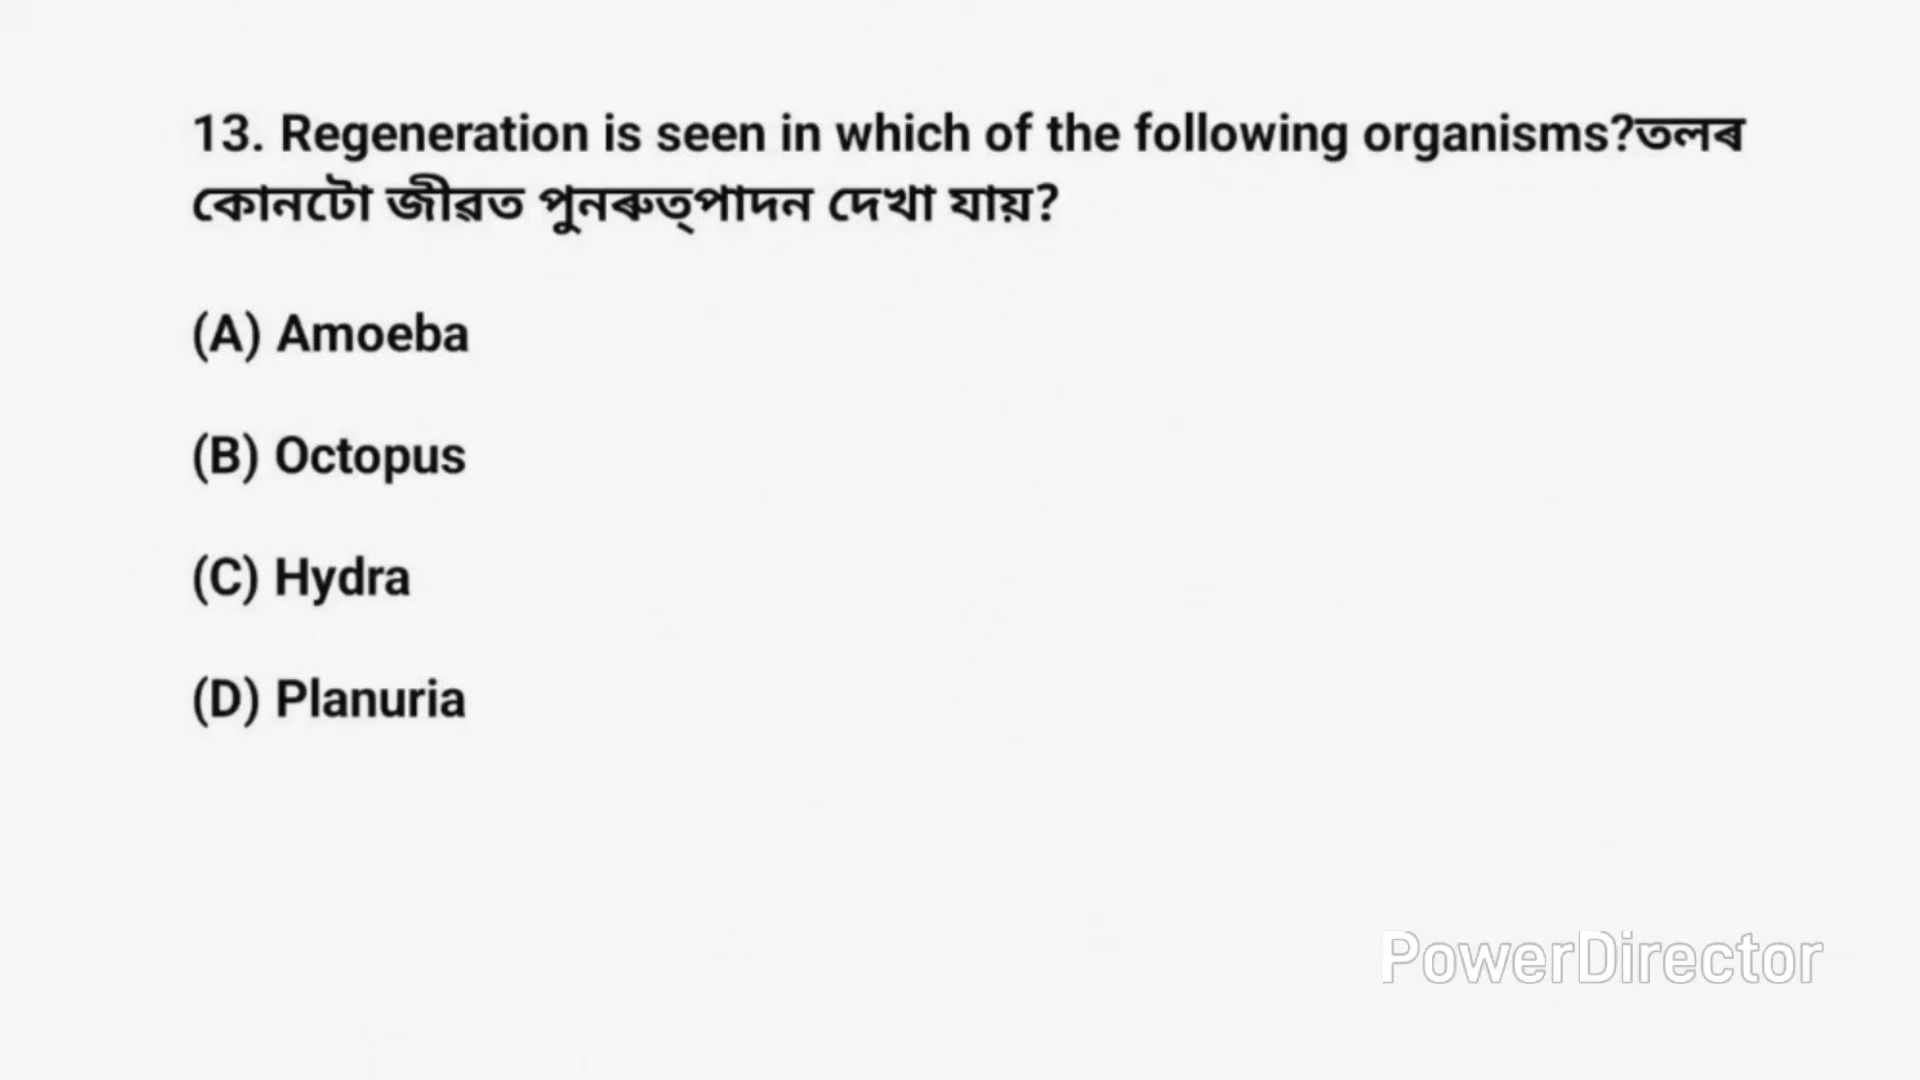 13. Regeneration is seen in which of the following organisms?তলৰ
কোনটো জীৱত পুনৰুত্পাদন দেখা যায়?
(A) Amoeba
(B) Octopus
(C) Hydra
(D) Planuria
PowerDirector